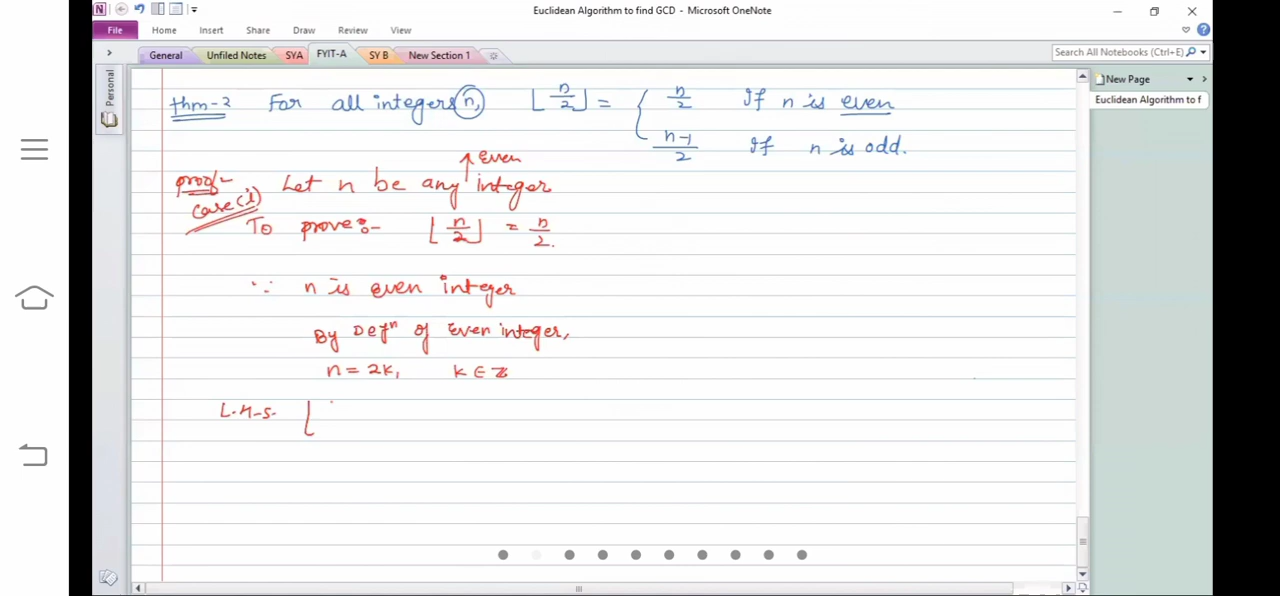 Euclidean Algorithm to find GCD - Microsoft OneNote
File Home Insert Share Draw Review View
General Unfiled Notes SYA FYIT-A SY B New Section 1
Search All Notebooks (Ctrl+E)
Personal
New Page
Euclidean Algorithm to f
thm-2 For all integers n, ⌊n/2⌋ = { n/2 If n is even
n-1/2 If n is odd.
↑ even
proof- Let n be any integer
case(i)
To prove:- ⌊n/2⌋ = n/2.
∵ n is even integer
By Defⁿ of even integer,
n = 2k, k ∈ ℤ
L.H.S. ⌊